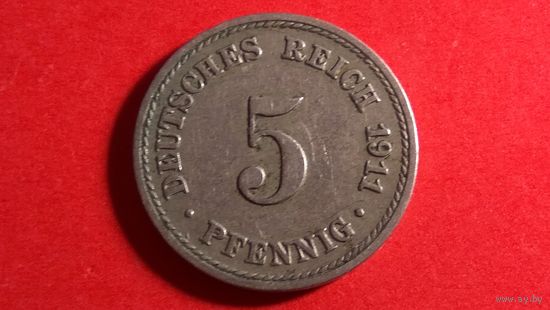 DEUTSCHES REICH 1911
5
· PFENNIG ·
www.ay.by